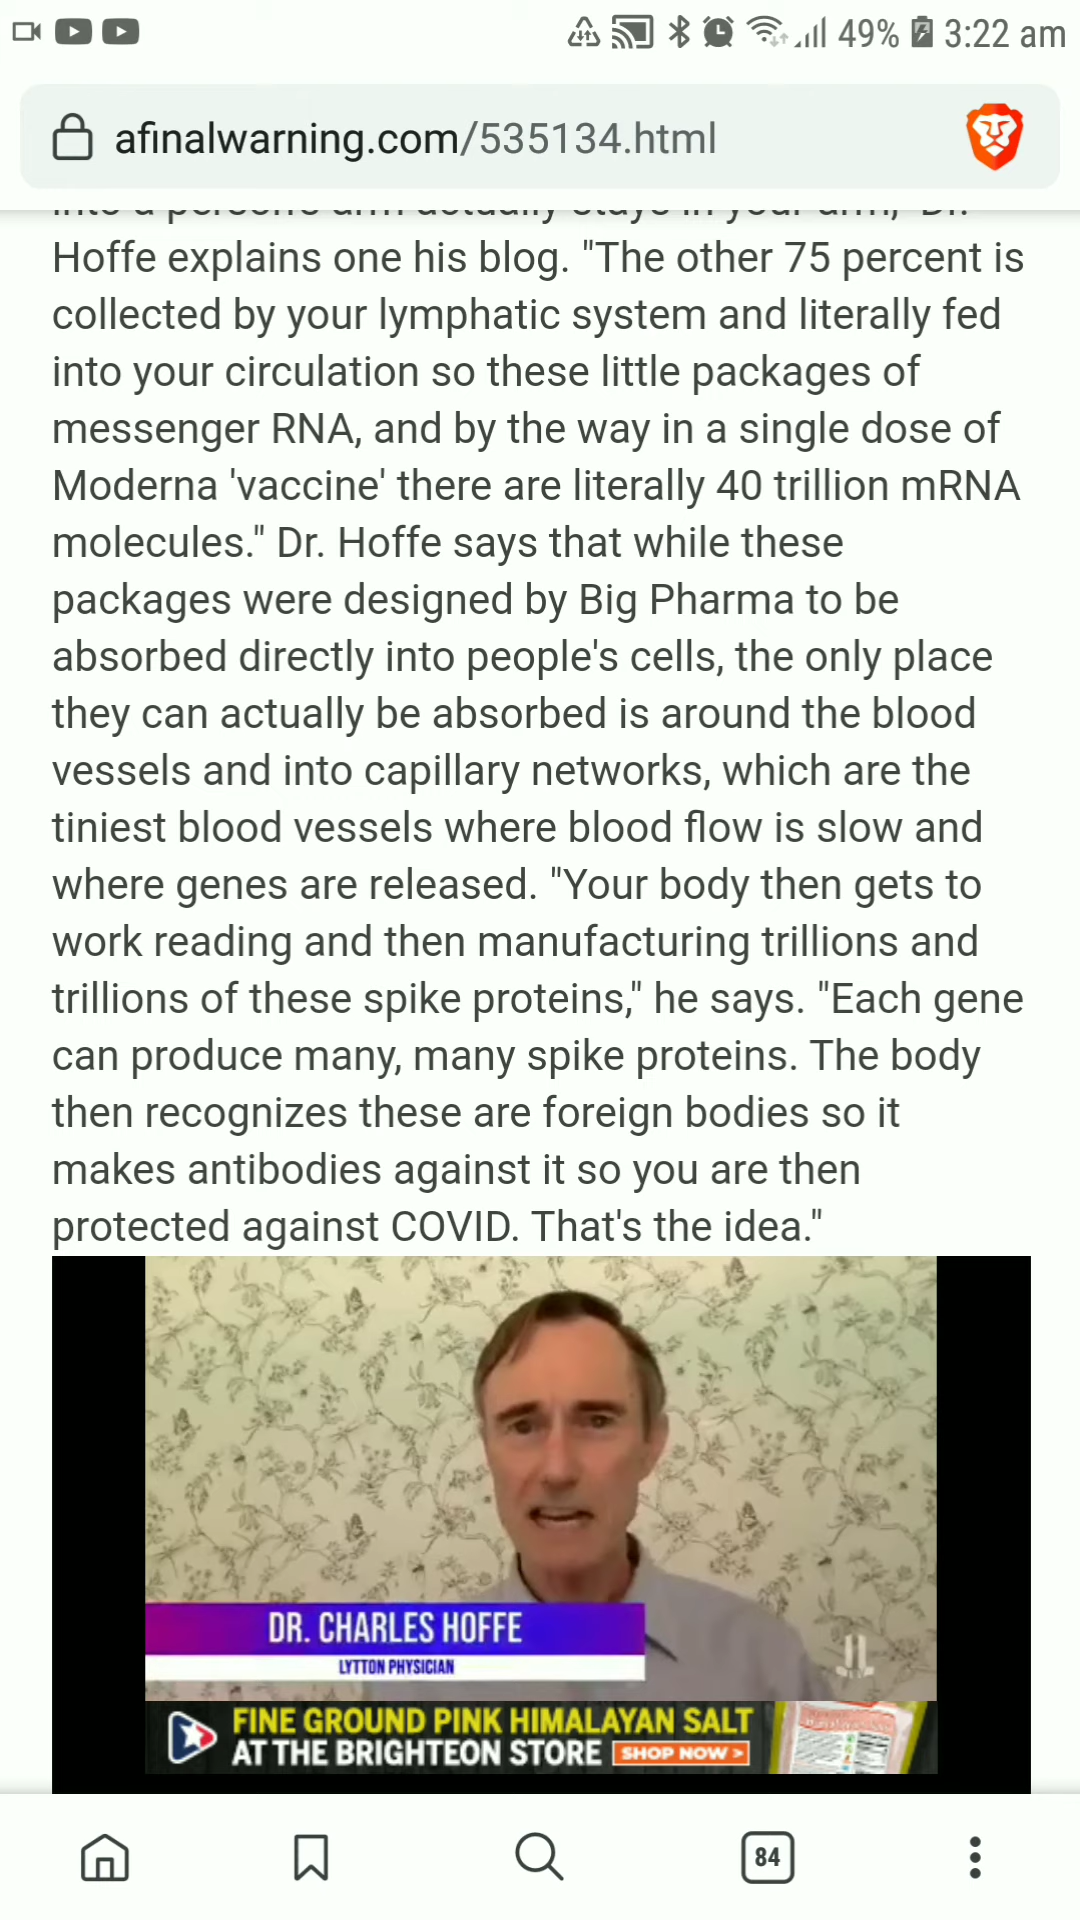 49% 3:22 am
afinalwarning.com/535134.html
into a person's arm actually stays in your arm," Dr.
Hoffe explains one his blog. "The other 75 percent is
collected by your lymphatic system and literally fed
into your circulation so these little packages of
messenger RNA, and by the way in a single dose of
Moderna 'vaccine' there are literally 40 trillion mRNA
molecules." Dr. Hoffe says that while these
packages were designed by Big Pharma to be
absorbed directly into people's cells, the only place
they can actually be absorbed is around the blood
vessels and into capillary networks, which are the
tiniest blood vessels where blood flow is slow and
where genes are released. "Your body then gets to
work reading and then manufacturing trillions and
trillions of these spike proteins," he says. "Each gene
can produce many, many spike proteins. The body
then recognizes these are foreign bodies so it
makes antibodies against it so you are then
protected against COVID. That's the idea."
DR. CHARLES HOFFE
LYTTON PHYSICIAN
FINE GROUND PINK HIMALAYAN SALT
AT THE BRIGHTEON STORE SHOP NOW >
84